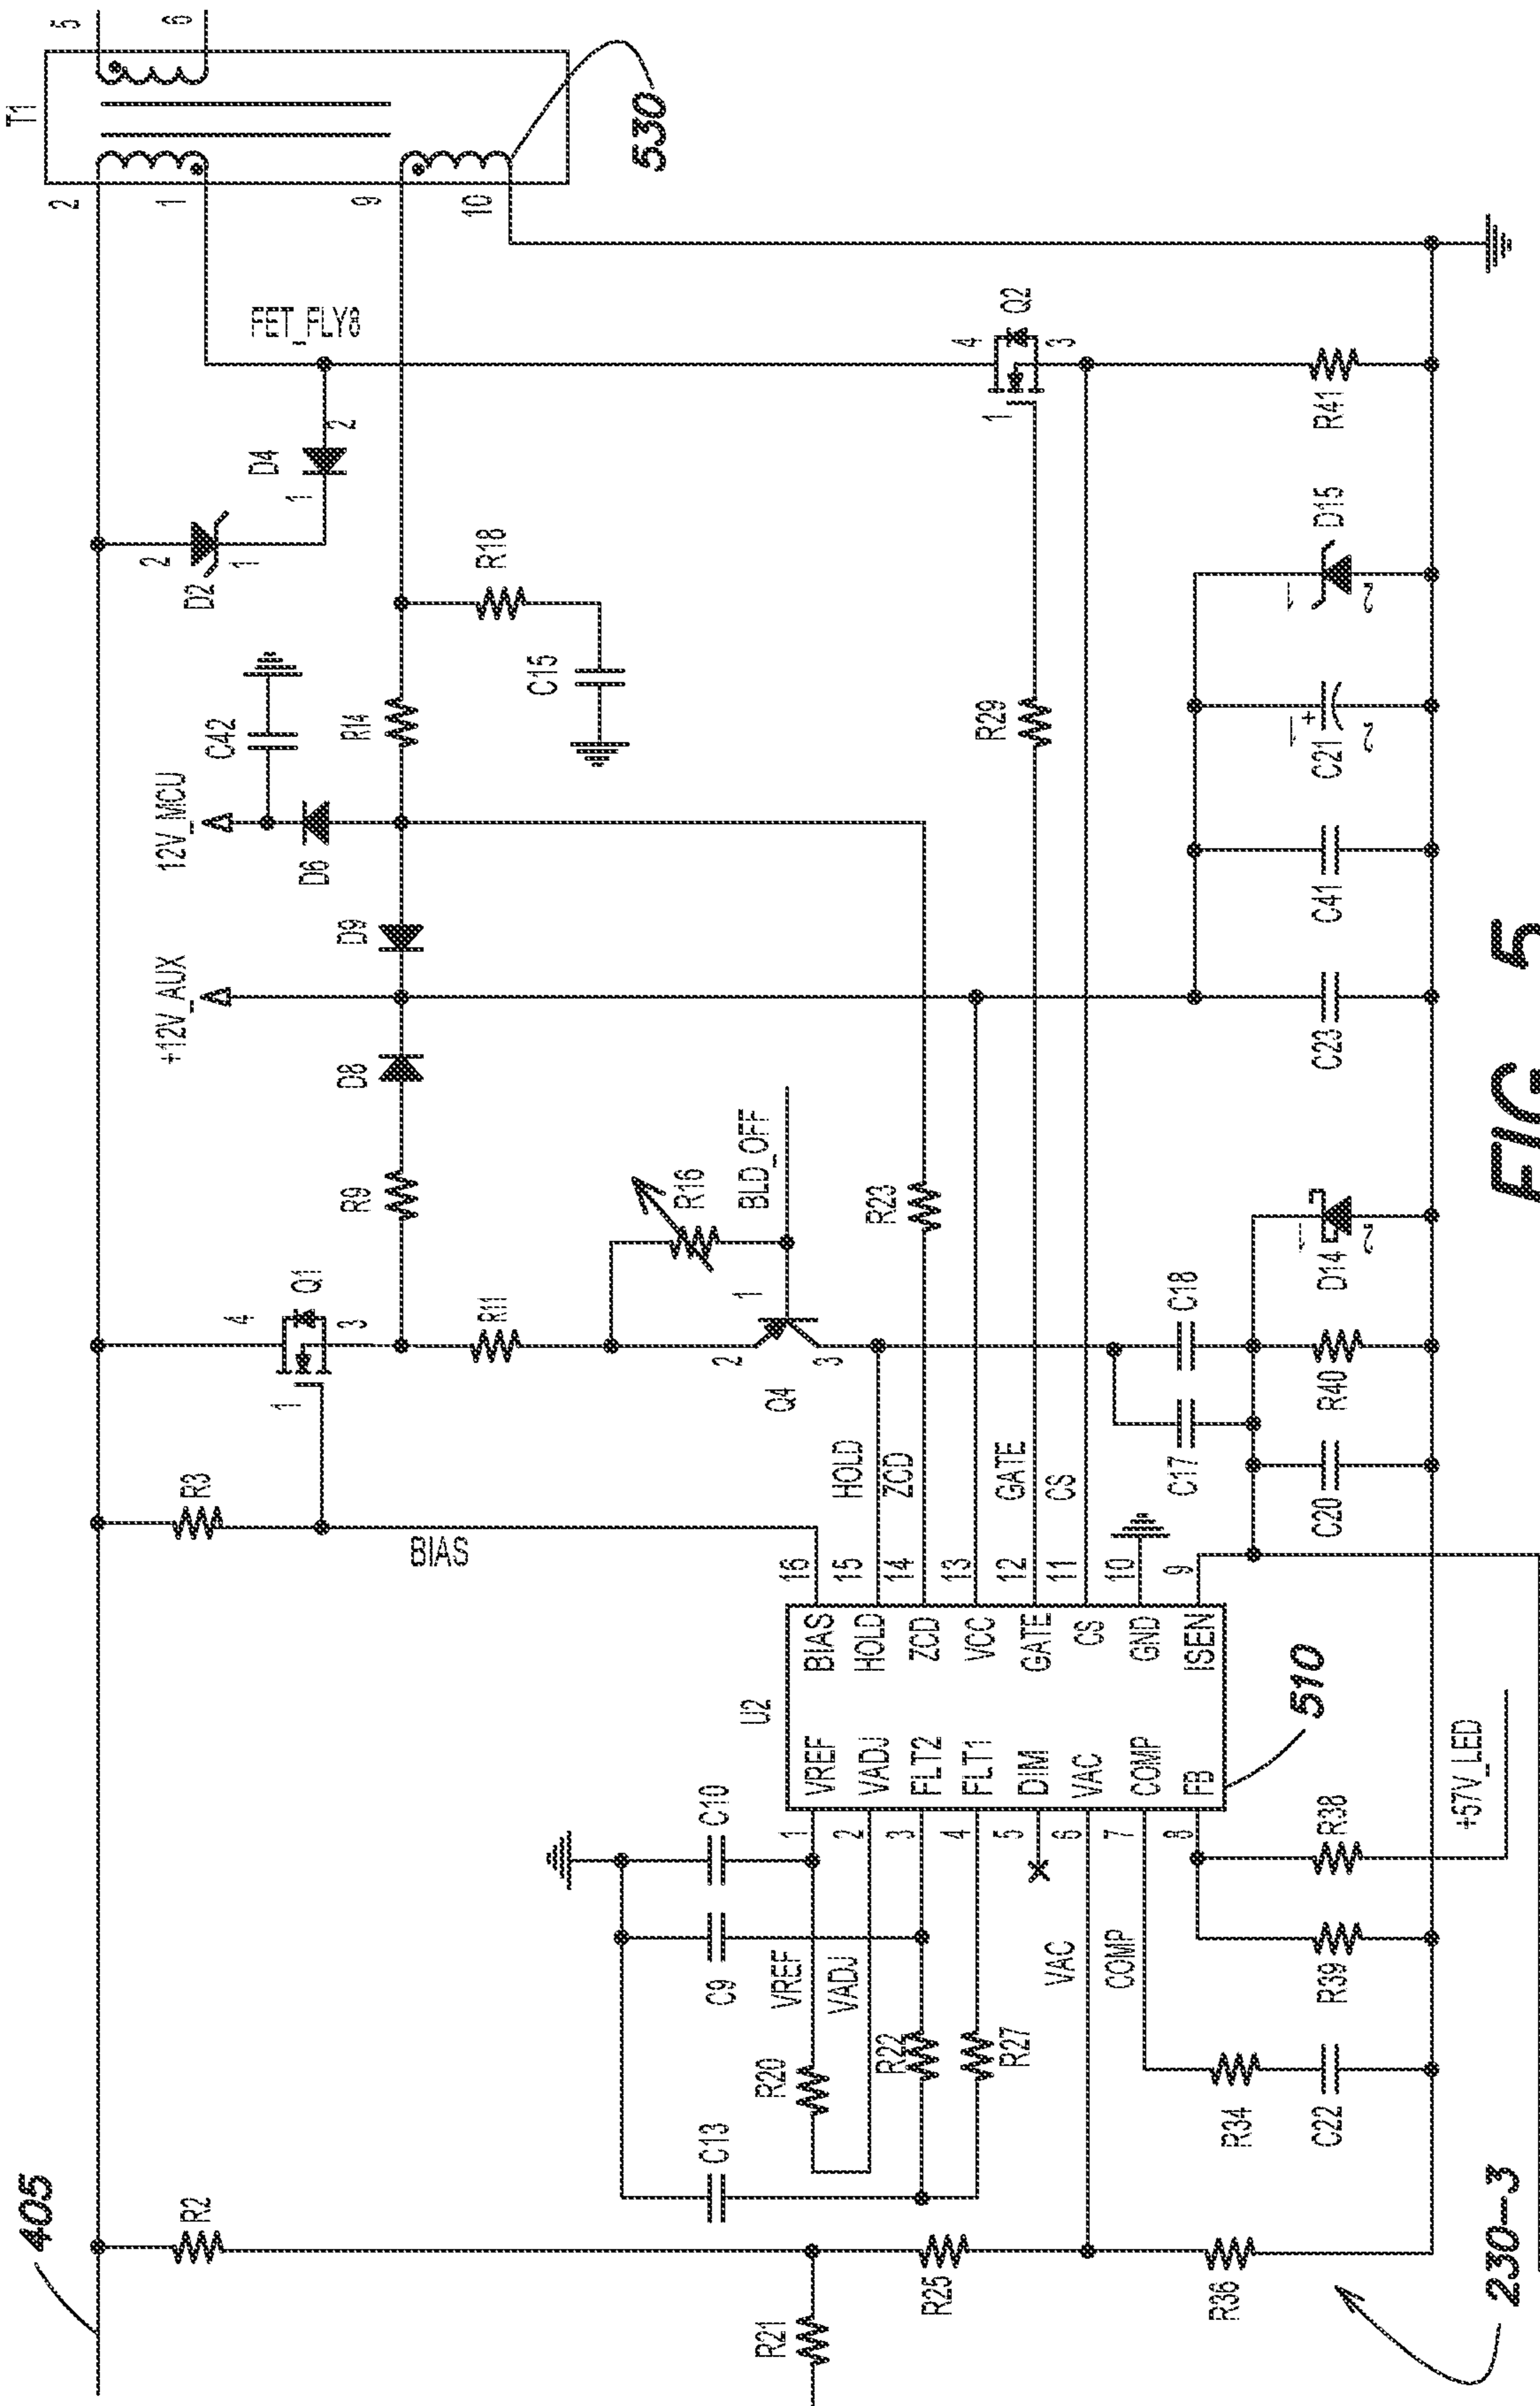 405
R2
R21
R25
R36
230-3
C13
C9
C10
R20
VREF
VADJ
R22
R27
VAC
COMP
R34
C22
R39
R38
+57V_LED
U2
510
1
2
3
4
5
6
7
8
VREF
VADJ
FLT2
FLT1
DIM
VAC
COMP
FB
BIAS
HOLD
ZCD
VCC
GATE
CS
GND
ISEN
16
15
14
13
12
11
10
9
BIAS
HOLD
ZCD
GATE
CS
R3
Q1
4
3
1
R11
R9
D8
R16
BLD_OFF
Q4
1
2
3
R23
C17
C18
C20
R40
D14
1
2
+12V_AUX
12V_MCU
D9
D6
C42
R14
R18
C15
C23
C41
C21
+
1
2
D15
1
2
R29
Q2
4
3
1
R41
D2
2
1
D4
1
2
FET_FLY8
T1
2
1
9
10
5
6
530
FIG. 5